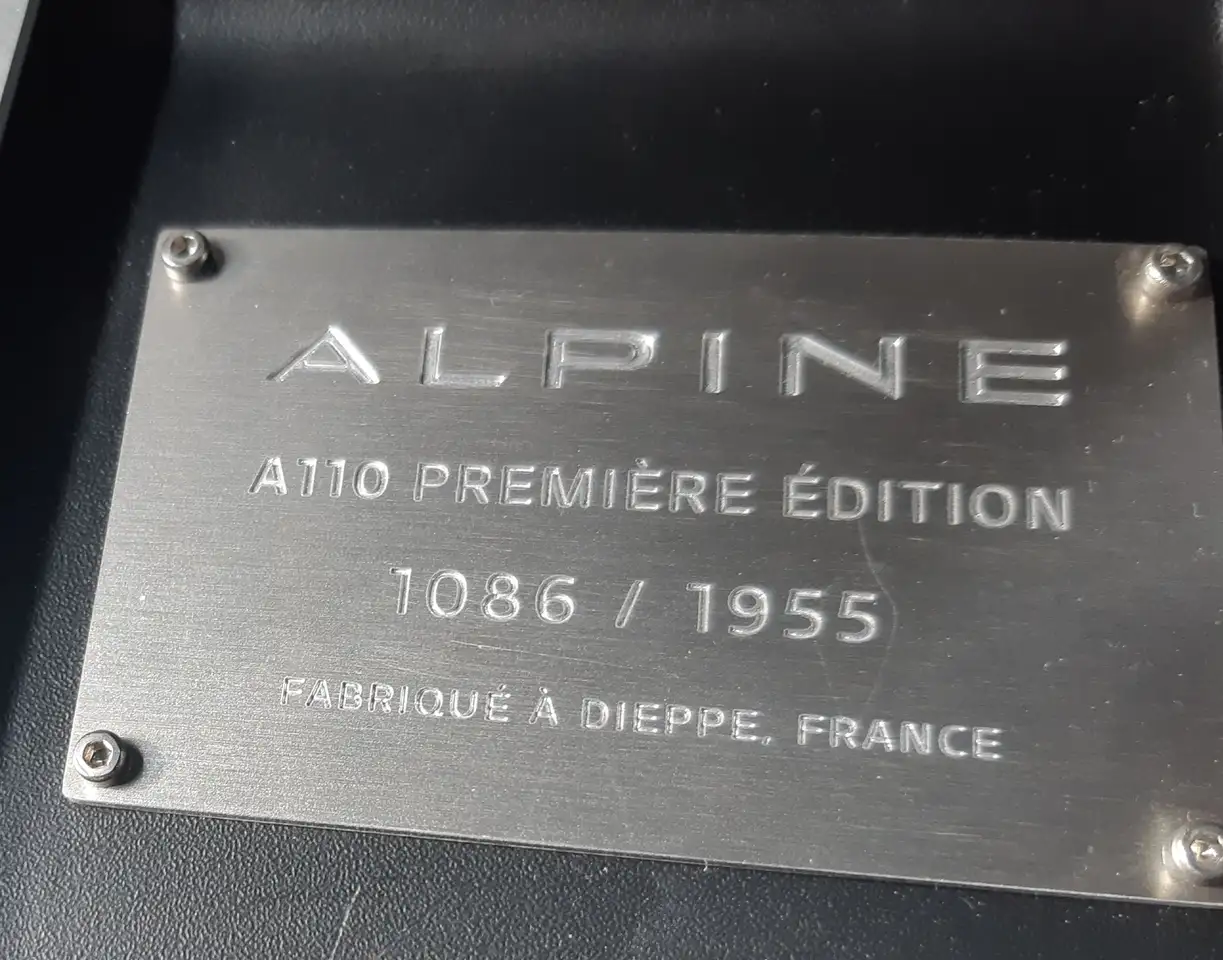 ALPINE
A110 PREMIÈRE ÉDITION
1086 / 1955
FABRIQUÉ À DIEPPE, FRANCE